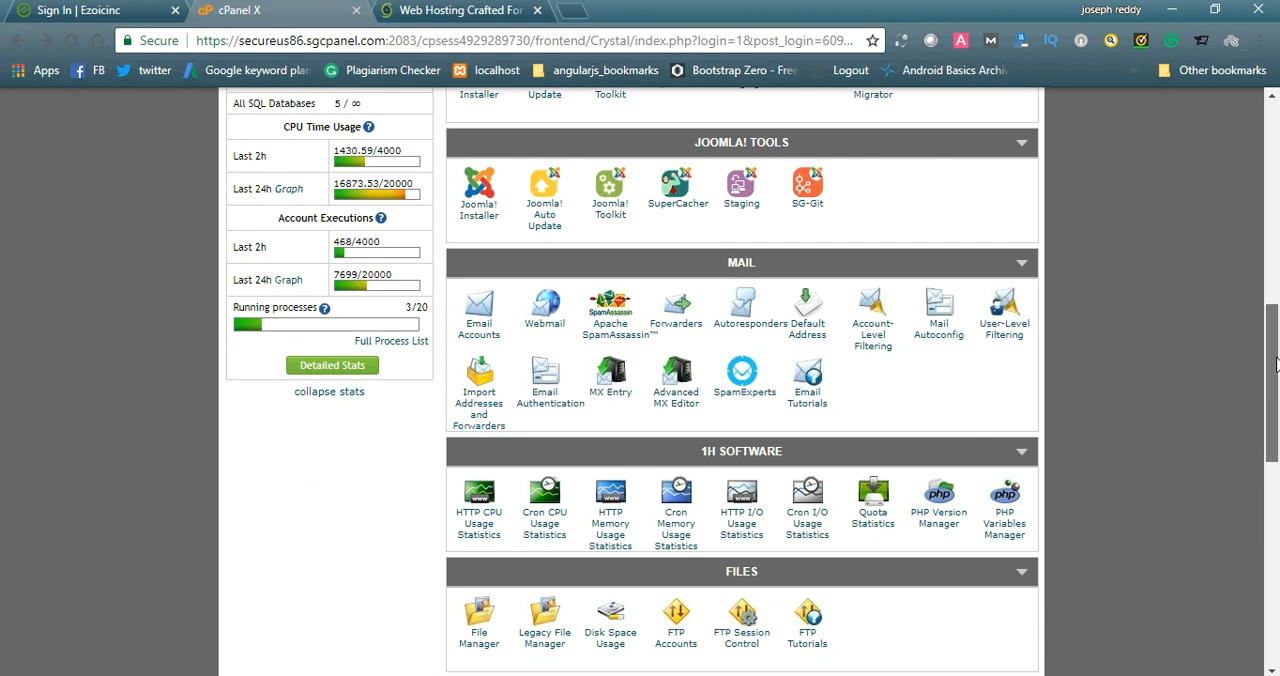 Sign In | Ezoicinc
cPanel X
Web Hosting Crafted For
joseph reddy
Secure
https://secureus86.sgcpanel.com:2083/cpsess4929289730/frontend/Crystal/index.php?login=1&post_login=609...
Apps
FB
twitter
Google keyword plan
Plagiarism Checker
localhost
angularjs_bookmarks
Bootstrap Zero - Free
Logout
Android Basics Archiv
Other bookmarks
All SQL Databases 5 / ∞
CPU Time Usage
Last 2h 1430.59/4000
Last 24h Graph 16873.53/20000
Account Executions
Last 2h 468/4000
Last 24h Graph 7699/20000
Running processes 3/20
Full Process List
Detailed Stats
collapse stats
Installer
Update
Toolkit
Migrator
JOOMLA! TOOLS
Joomla! Installer
Joomla! Auto Update
Joomla! Toolkit
SuperCacher
Staging
SG-Git
MAIL
Email Accounts
Webmail
Apache SpamAssassin™
Forwarders
Autoresponders
Default Address
Account-Level Filtering
Mail Autoconfig
User-Level Filtering
Import Addresses and Forwarders
Email Authentication
MX Entry
Advanced MX Editor
SpamExperts
Email Tutorials
1H SOFTWARE
HTTP CPU Usage Statistics
Cron CPU Usage Statistics
HTTP Memory Usage Statistics
Cron Memory Usage Statistics
HTTP I/O Usage Statistics
Cron I/O Usage Statistics
Quota Statistics
PHP Version Manager
PHP Variables Manager
FILES
File Manager
Legacy File Manager
Disk Space Usage
FTP Accounts
FTP Session Control
FTP Tutorials